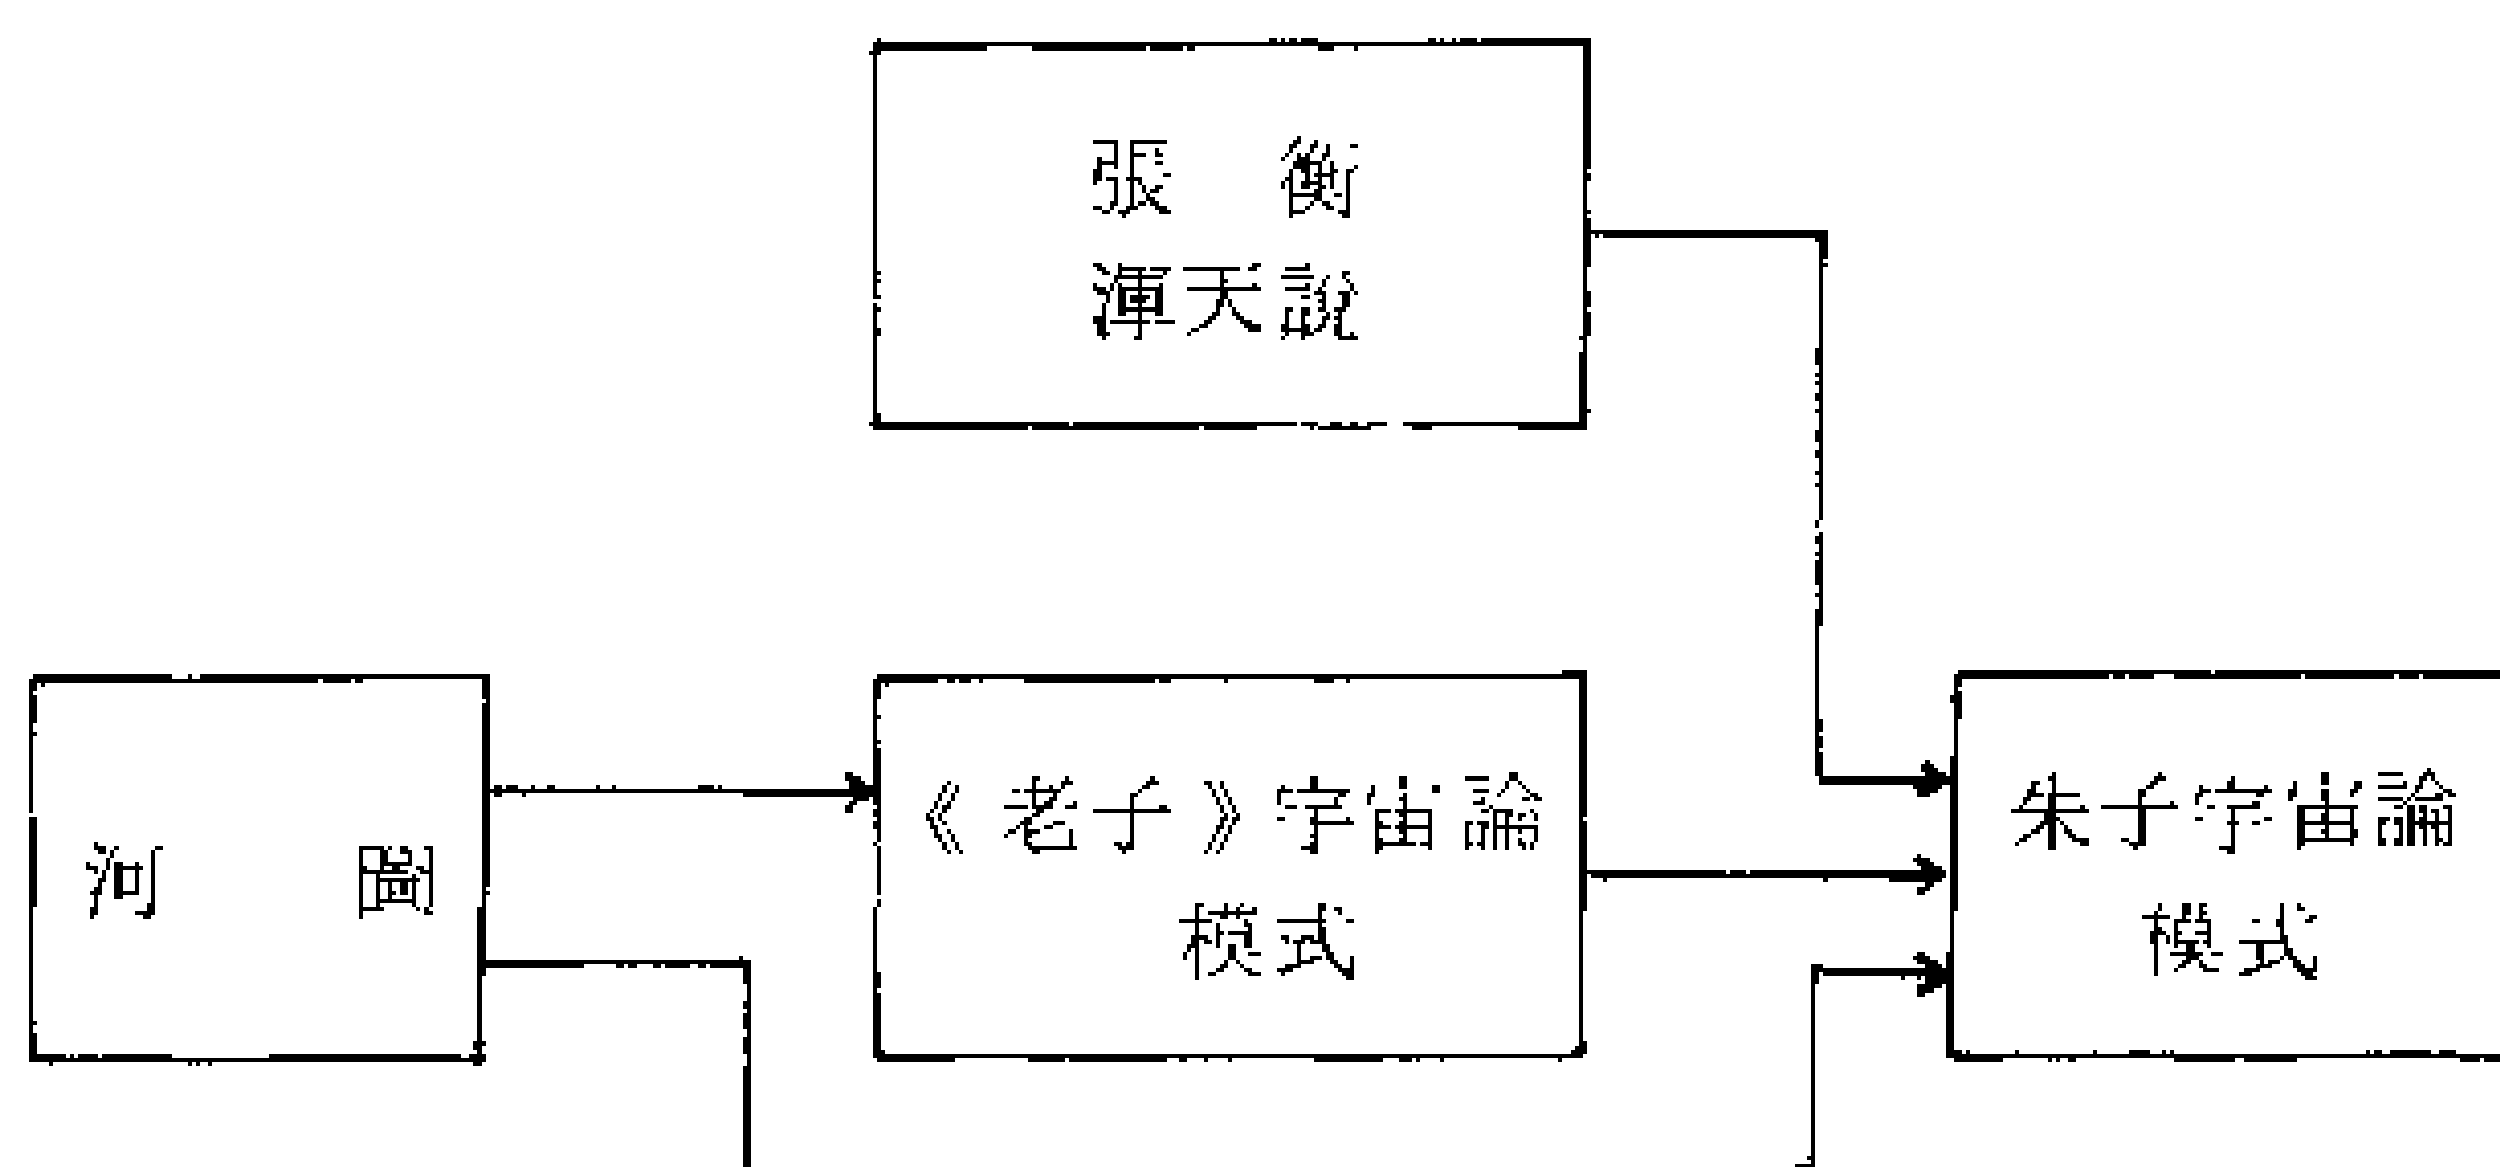 張 衡
渾天說
河 圖
《老子》宇宙論
模式
朱子宇宙論
模式